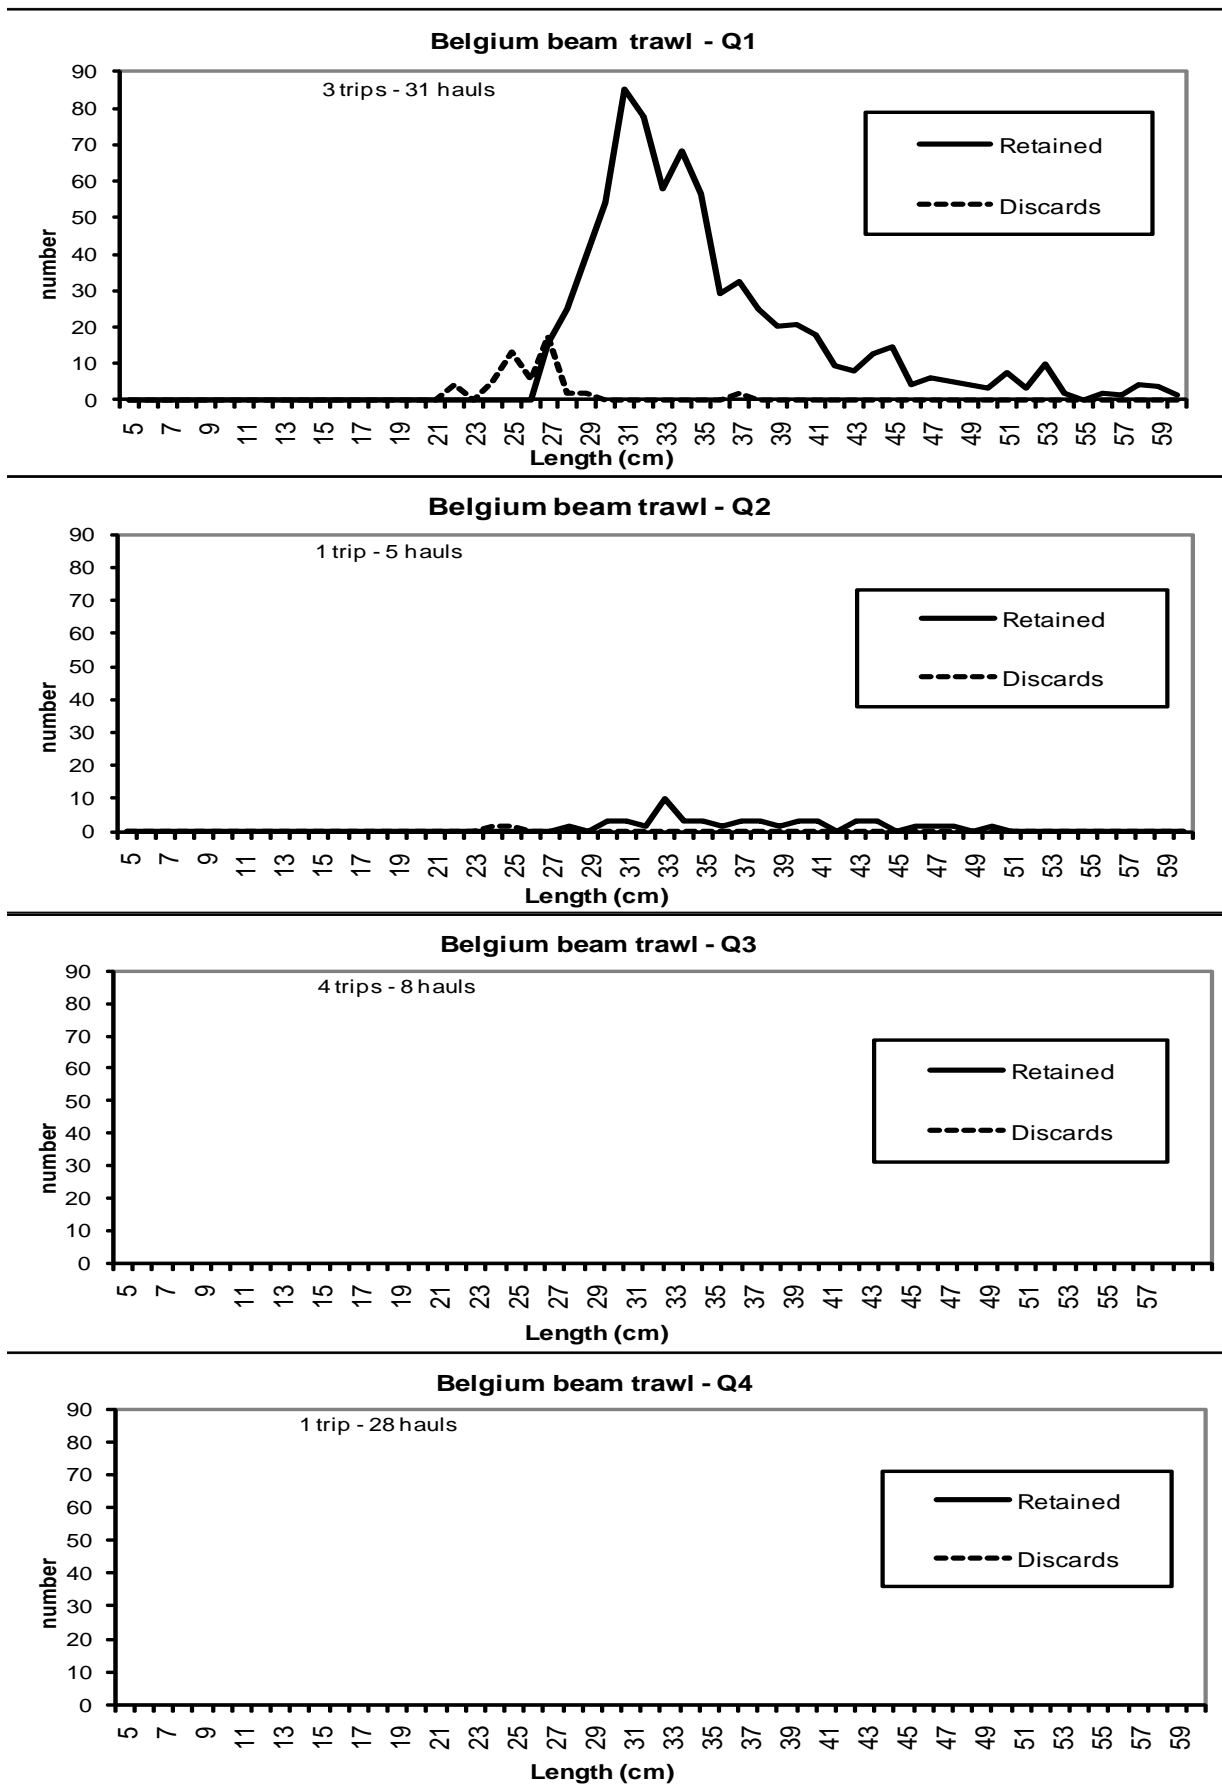 Belgium beam trawl - Q1
3 trips - 31 hauls
90
80
70
60
50
40
30
20
10
0
number
Retained
Discards
5 7 9 11 13 15 17 19 21 23 25 27 29 31 33 35 37 39 41 43 45 47 49 51 53 55 57 59
Length (cm)
Belgium beam trawl - Q2
1 trip - 5 hauls
90
80
70
60
50
40
30
20
10
0
number
Retained
Discards
5 7 9 11 13 15 17 19 21 23 25 27 29 31 33 35 37 39 41 43 45 47 49 51 53 55 57 59
Length (cm)
Belgium beam trawl - Q3
4 trips - 8 hauls
90
80
70
60
50
40
30
20
10
0
number
Retained
Discards
5 7 9 11 13 15 17 19 21 23 25 27 29 31 33 35 37 39 41 43 45 47 49 51 53 55 57
Length (cm)
Belgium beam trawl - Q4
1 trip - 28 hauls
90
80
70
60
50
40
30
20
10
0
number
Retained
Discards
5 7 9 11 13 15 17 19 21 23 25 27 29 31 33 35 37 39 41 43 45 47 49 51 53 55 57 59
Length (cm)